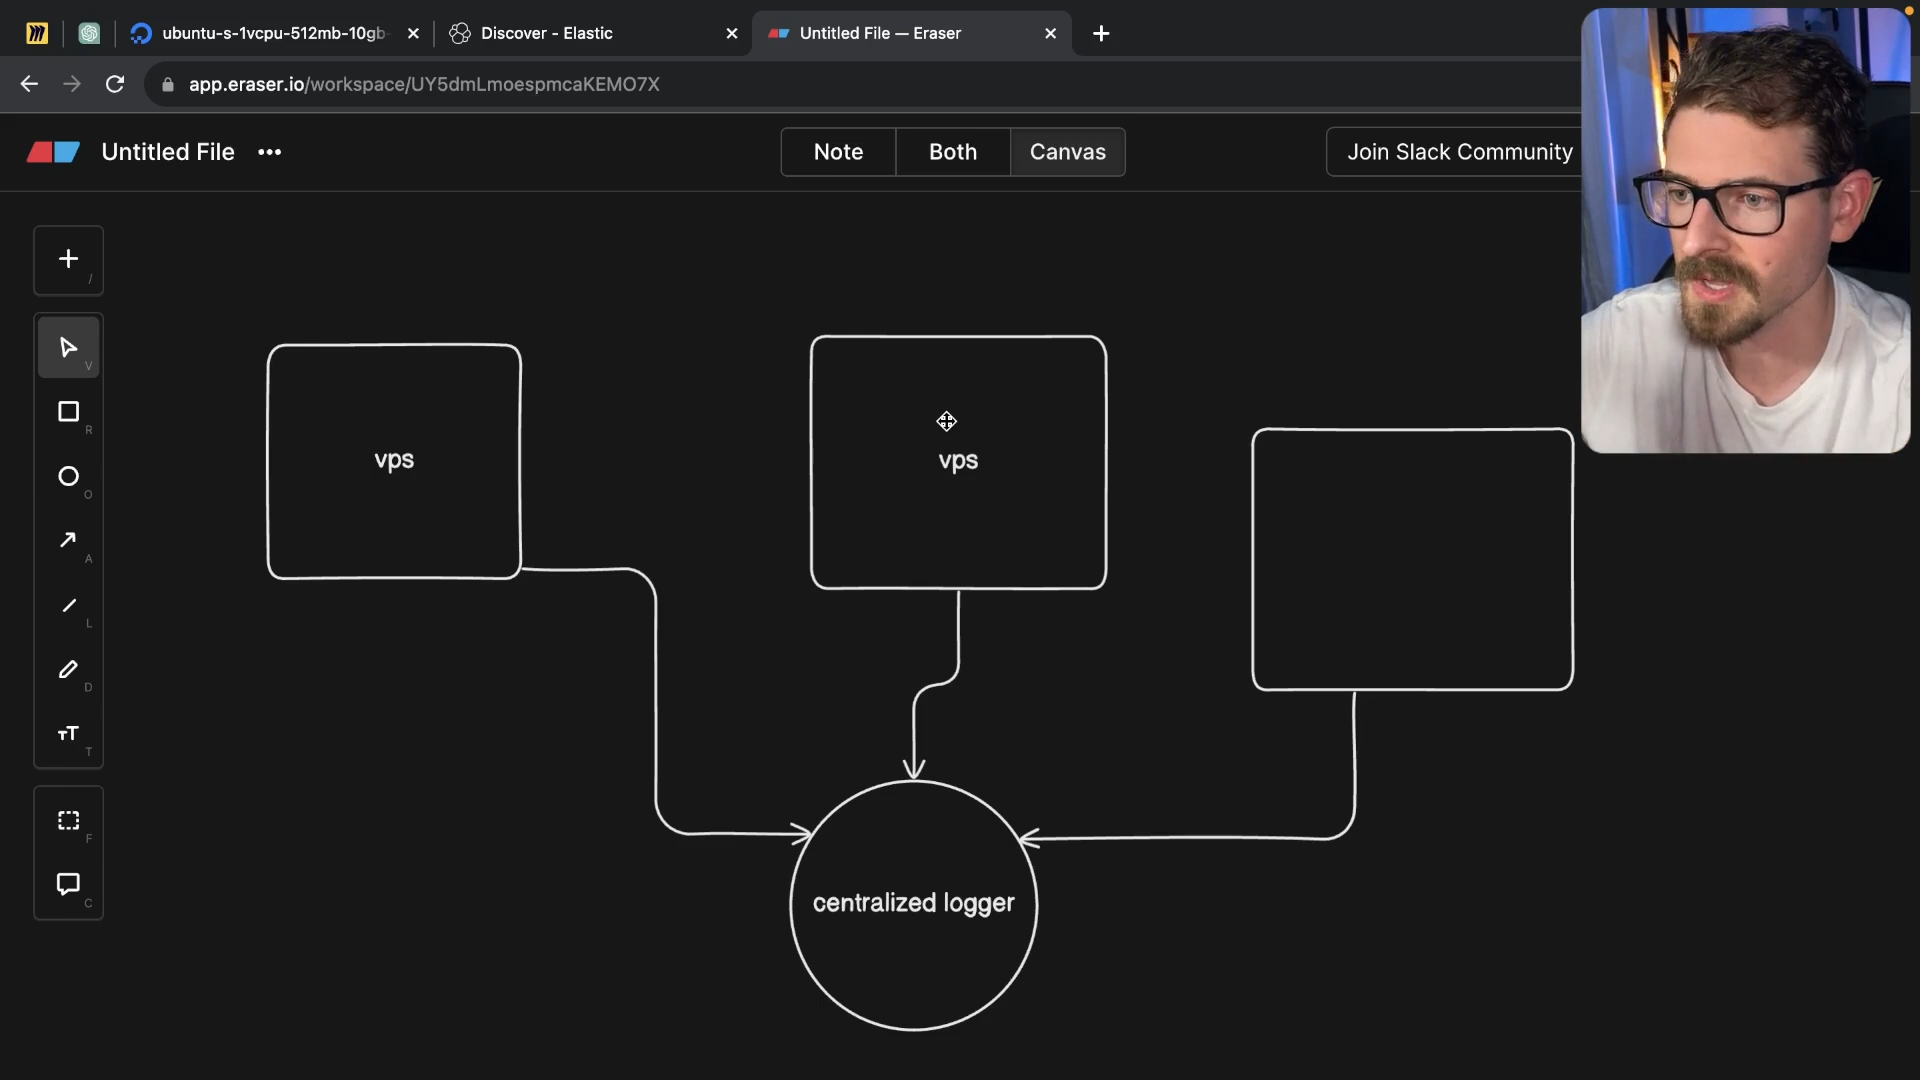 ubuntu-s-1vcpu-512mb-10gb-
Discover - Elastic
Untitled File — Eraser
app.eraser.io/workspace/UY5dmLmoespmcaKEMO7X
Untitled File
Note
Both
Canvas
Join Slack Community
/
V
R
O
A
L
D
T
F
C
vps
vps
centralized logger